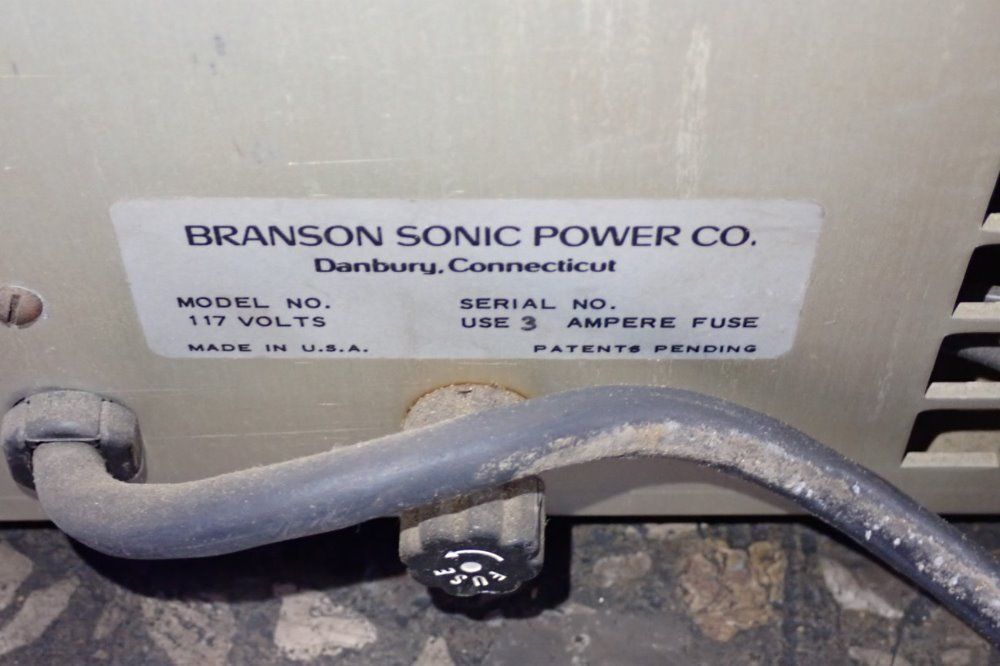 BRANSON SONIC POWER CO.
Danbury, Connecticut
MODEL NO. SERIAL NO.
117 VOLTS USE 3 AMPERE FUSE
MADE IN U.S.A. PATENTS PENDING
FUSE